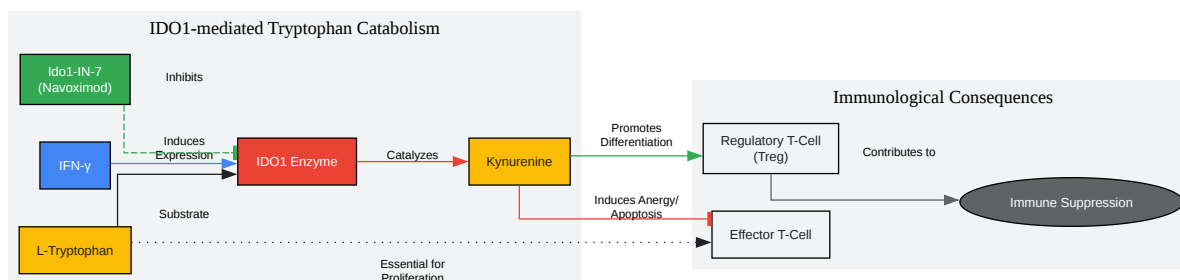 IDO1-mediated Tryptophan Catabolism
Ido1-IN-7
(Navoximod)
Inhibits
Induces
Expression
IFN-γ
IDO1 Enzyme
Catalyzes
Kynurenine
Substrate
L-Tryptophan
Essential for
Proliferation
Promotes
Differentiation
Induces Anergy/
Apoptosis
Immunological Consequences
Regulatory T-Cell
(Treg)
Contributes to
Immune Suppression
Effector T-Cell